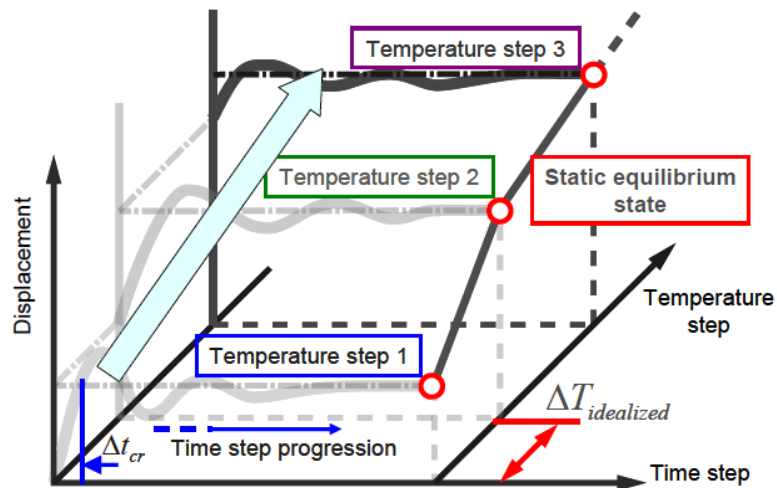 Temperature step 3
Temperature step 2
Static equilibrium
state
Displacement
Temperature
step
Temperature step 1
ΔT_idealized
Δt_cr
Time step progression
Time step